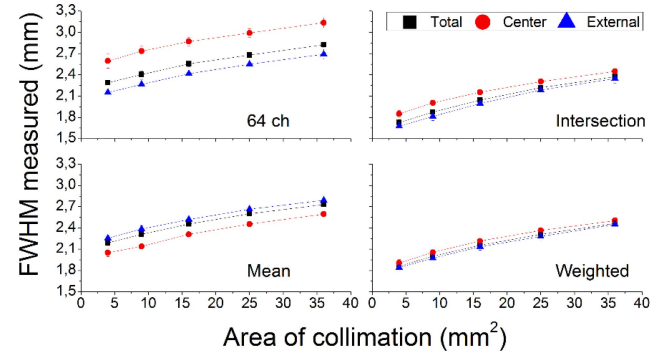 3,3
3,0
2,7
2,4
2,1
1,8
1,5
64 ch
Total Center External
Intersection
3,3
3,0
2,7
2,4
2,1
1,8
1,5
Mean
Weighted
0 5 10 15 20 25 30 35 40
0 5 10 15 20 25 30 35 40
FWHM measured (mm)
Area of collimation (mm²)